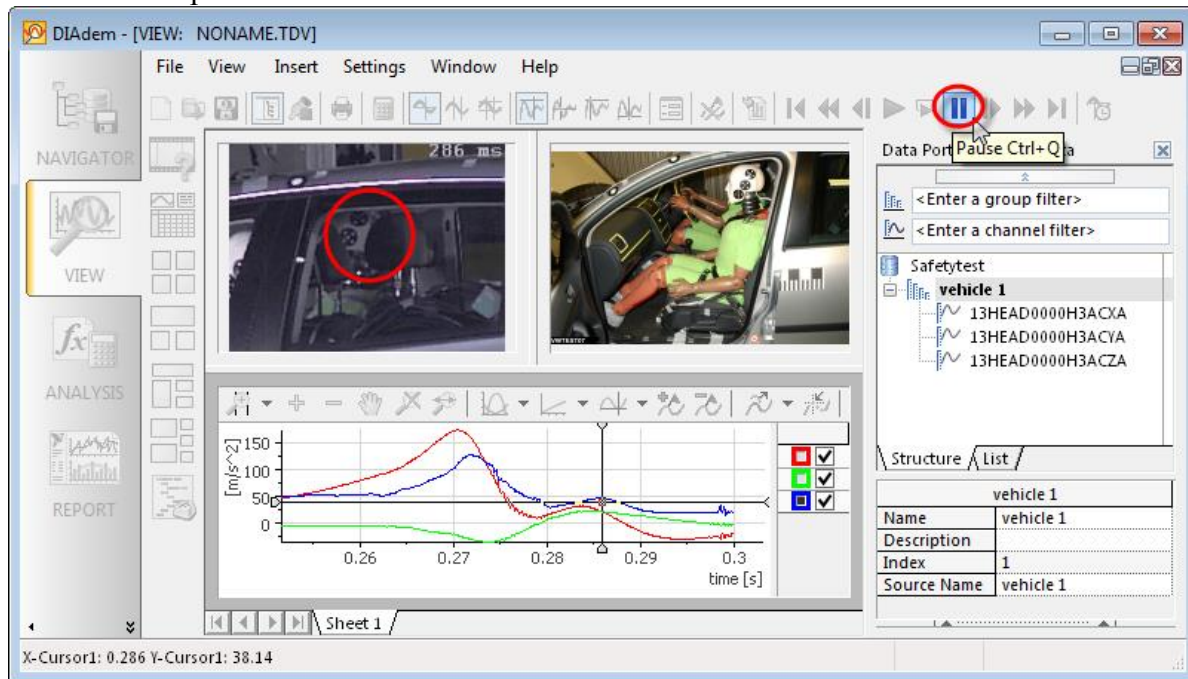 DIAdem - [VIEW: NONAME.TDV]
File View Insert Settings Window Help
NAVIGATOR
VIEW
ANALYSIS
REPORT
fx
286 ms
Pause Ctrl+Q
Data Port
a
<Enter a group filter>
<Enter a channel filter>
Safetytest
vehicle 1
13HEAD0000H3ACXA
13HEAD0000H3ACYA
13HEAD0000H3ACZA
Structure List
[m/s^2]
150
100
50
0
0.26 0.27 0.28 0.29 0.3
time [s]
vehicle 1
Name vehicle 1
Description
Index 1
Source Name vehicle 1
Sheet 1
X-Cursor1: 0.286 Y-Cursor1: 38.14